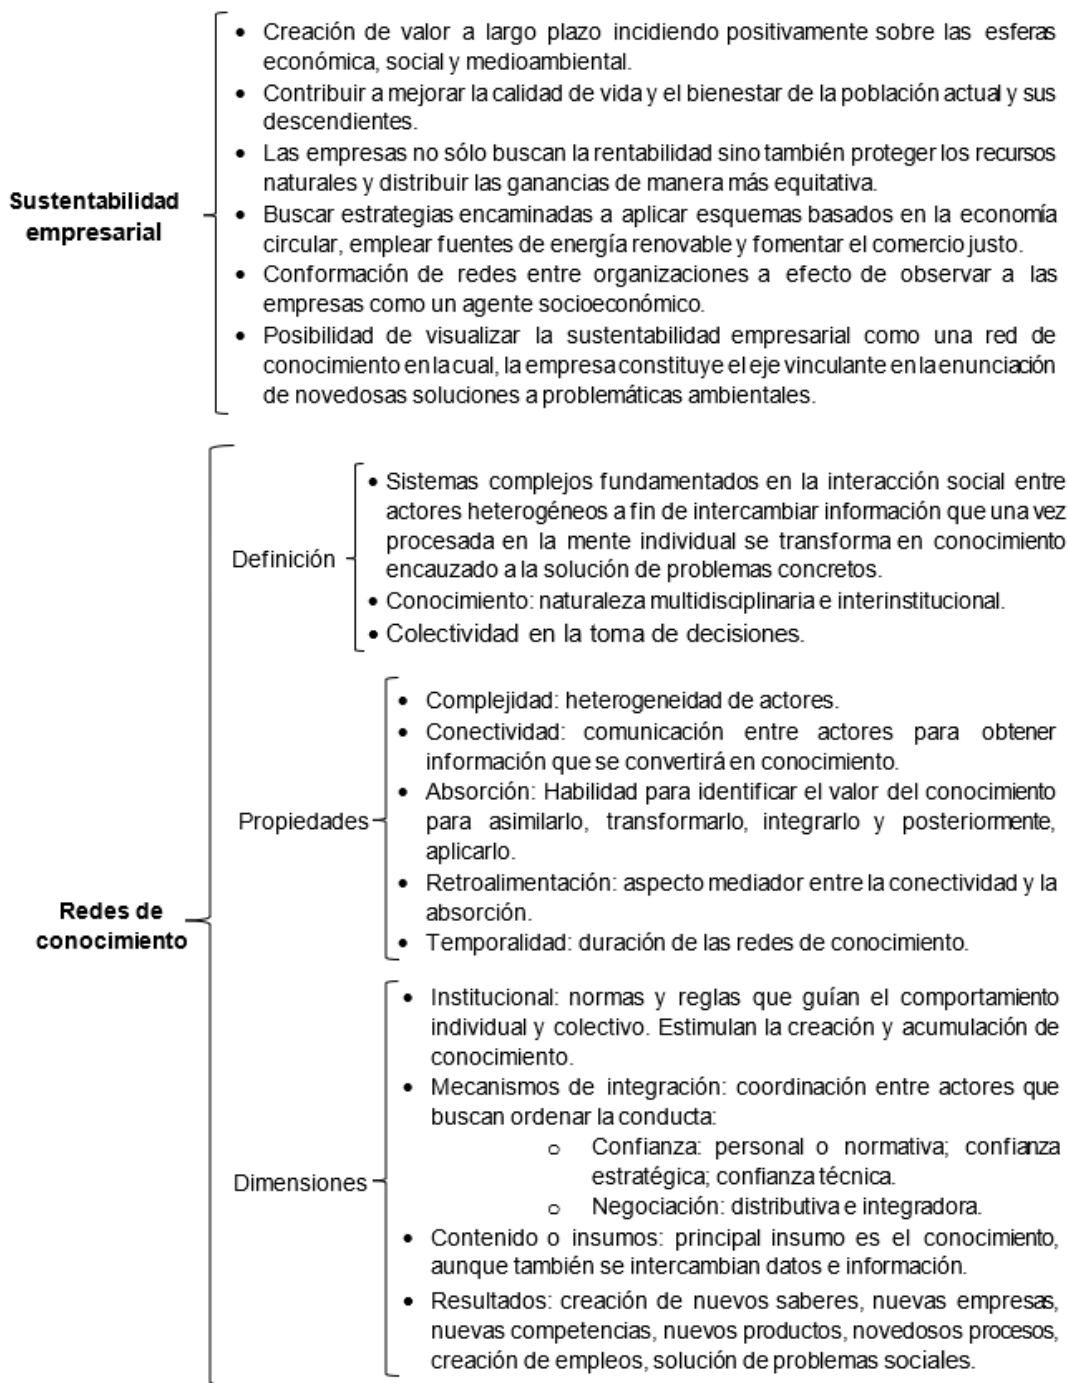 Sustentabilidad
empresarial
• Creación de valor a largo plazo incidiendo positivamente sobre las esferas
económica, social y medioambiental.
• Contribuir a mejorar la calidad de vida y el bienestar de la población actual y sus
descendientes.
• Las empresas no sólo buscan la rentabilidad sino también proteger los recursos
naturales y distribuir las ganancias de manera más equitativa.
• Buscar estrategias encaminadas a aplicar esquemas basados en la economía
circular, emplear fuentes de energía renovable y fomentar el comercio justo.
• Conformación de redes entre organizaciones a efecto de observar a las
empresas como un agente socioeconómico.
• Posibilidad de visualizar la sustentabilidad empresarial como una red de
conocimiento en la cual, la empresa constituye el eje vinculante en la enunciación
de novedosas soluciones a problemáticas ambientales.
Redes de
conocimiento
Definición
• Sistemas complejos fundamentados en la interacción social entre
actores heterogéneos a fin de intercambiar información que una vez
procesada en la mente individual se transforma en conocimiento
encauzado a la solución de problemas concretos.
• Conocimiento: naturaleza multidisciplinaria e interinstitucional.
• Colectividad en la toma de decisiones.
Propiedades
• Complejidad: heterogeneidad de actores.
• Conectividad: comunicación entre actores para obtener
información que se convertirá en conocimiento.
• Absorción: Habilidad para identificar el valor del conocimiento
para asimilarlo, transformarlo, integrarlo y posteriormente,
aplicarlo.
• Retroalimentación: aspecto mediador entre la conectividad y la
absorción.
• Temporalidad: duración de las redes de conocimiento.
Dimensiones
• Institucional: normas y reglas que guían el comportamiento
individual y colectivo. Estimulan la creación y acumulación de
conocimiento.
• Mecanismos de integración: coordinación entre actores que
buscan ordenar la conducta:
o Confianza: personal o normativa; confianza
estratégica; confianza técnica.
o Negociación: distributiva e integradora.
• Contenido o insumos: principal insumo es el conocimiento,
aunque también se intercambian datos e información.
• Resultados: creación de nuevos saberes, nuevas empresas,
nuevas competencias, nuevos productos, novedosos procesos,
creación de empleos, solución de problemas sociales.